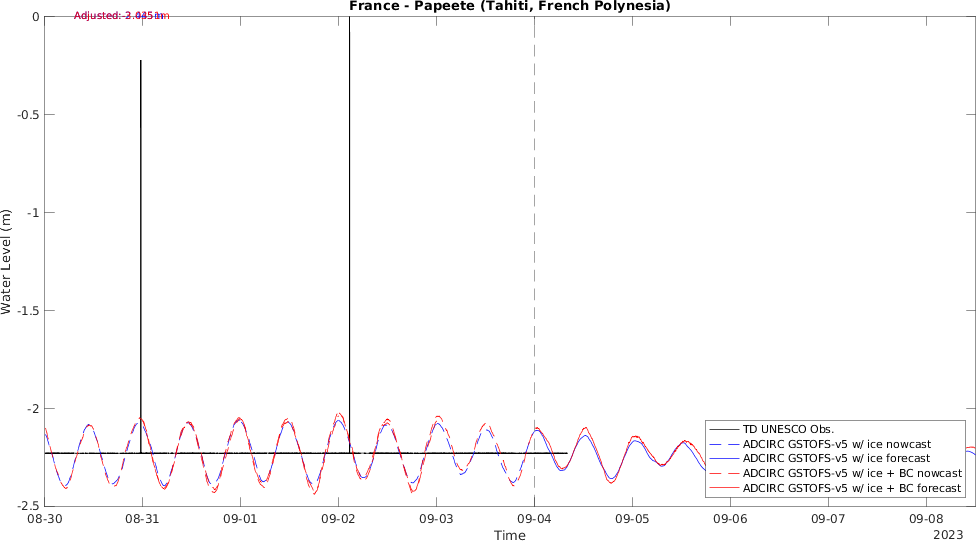 France - Papeete (Tahiti, French Polynesia)
Adjusted:
0
-0.5
-1
-1.5
-2
-2.5
Water Level (m)
08-30
08-31
09-01
09-02
09-03
09-04
09-05
09-06
09-07
09-08
Time
2023
TD UNESCO Obs.
ADCIRC GSTOFS-v5 w/ ice nowcast
ADCIRC GSTOFS-v5 w/ ice forecast
ADCIRC GSTOFS-v5 w/ ice + BC nowcast
ADCIRC GSTOFS-v5 w/ ice + BC forecast